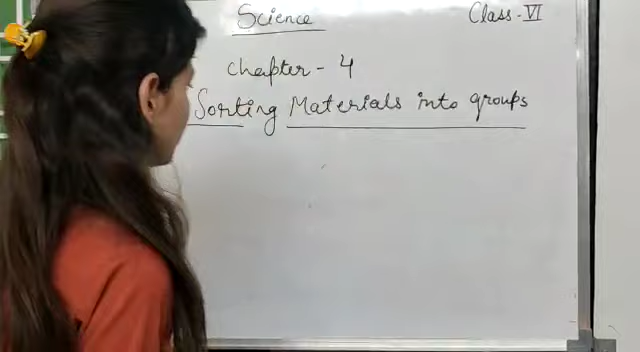 Science Class-VI
chapter - 4
Sorting Materials into groups